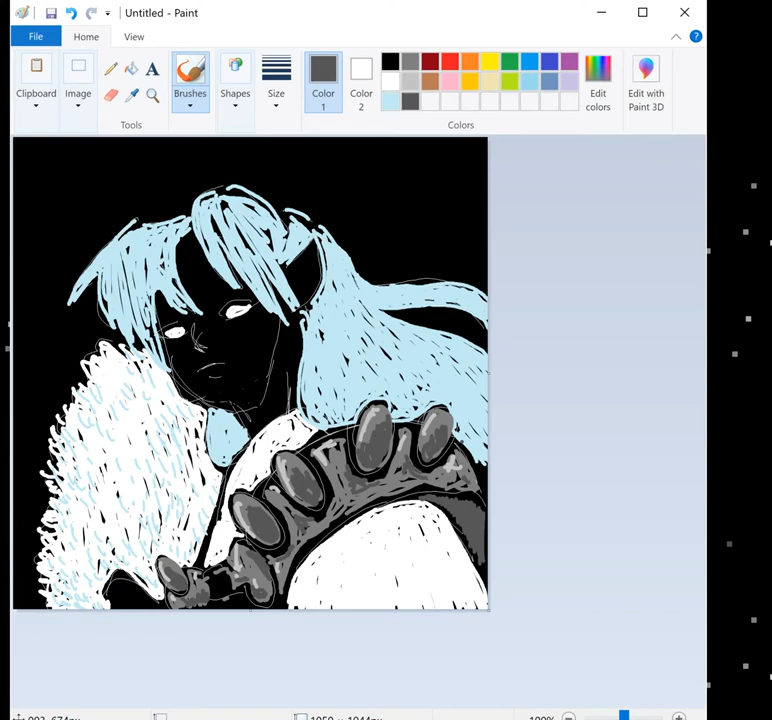 Untitled - Paint
File
Home
View
Clipboard
Image
Brushes
Shapes
Size
Color 1
Color 2
Edit colors
Edit with Paint 3D
Tools
Colors
100%